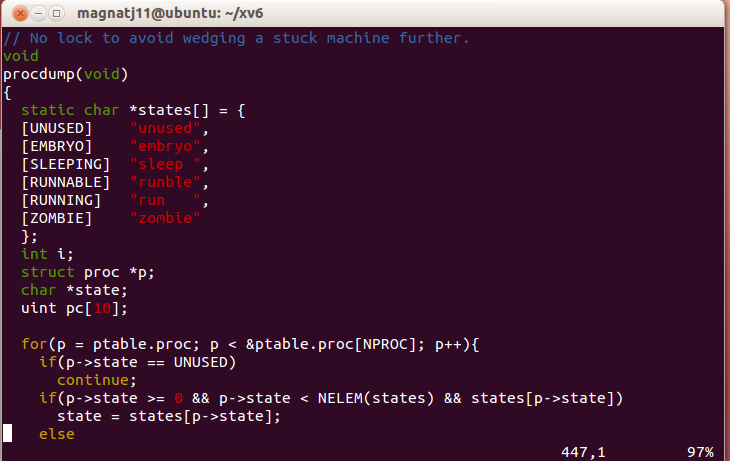 magnatj11@ubuntu: ~/xv6
// No lock to avoid wedging a stuck machine further.
void
procdump(void)
{
  static char *states[] = {
  [UNUSED]    "unused",
  [EMBRYO]    "embryo",
  [SLEEPING]  "sleep ",
  [RUNNABLE]  "runble",
  [RUNNING]   "run   ",
  [ZOMBIE]    "zombie"
  };
  int i;
  struct proc *p;
  char *state;
  uint pc[10];

  for(p = ptable.proc; p < &ptable.proc[NPROC]; p++){
    if(p->state == UNUSED)
      continue;
    if(p->state >= 0 && p->state < NELEM(states) && states[p->state])
      state = states[p->state];
    else
447,1         97%